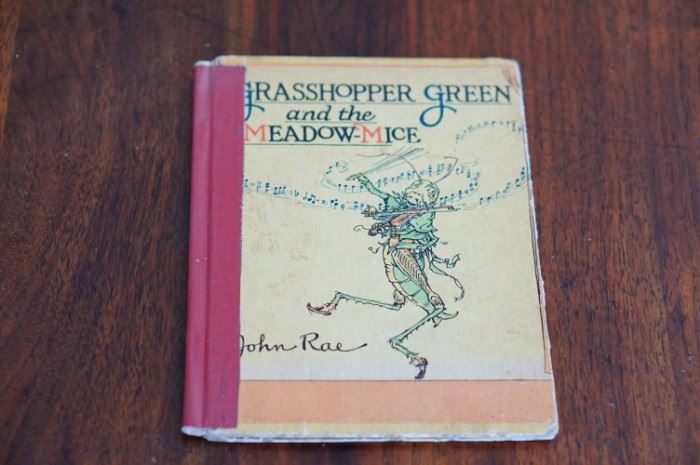 GRASSHOPPER GREEN
and the
MEADOW-MICE
John Rae